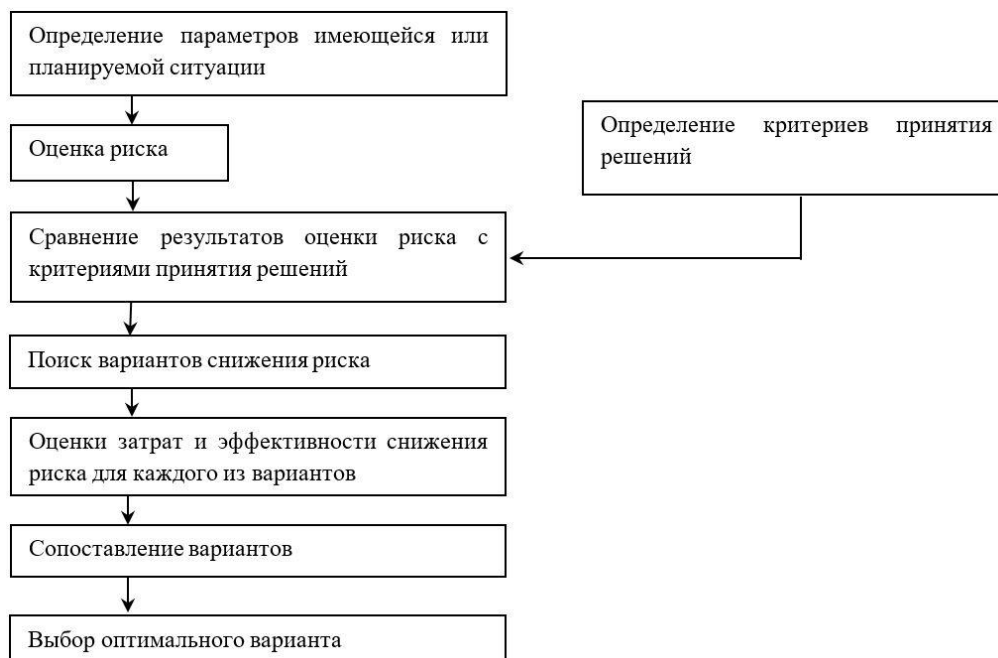 Определение параметров имеющейся или
планируемой ситуации
Оценка риска
Определение критериев принятия
решений
Сравнение результатов оценки риска с
критериями принятия решений
Поиск вариантов снижения риска
Оценки затрат и эффективности снижения
риска для каждого из вариантов
Сопоставление вариантов
Выбор оптимального варианта